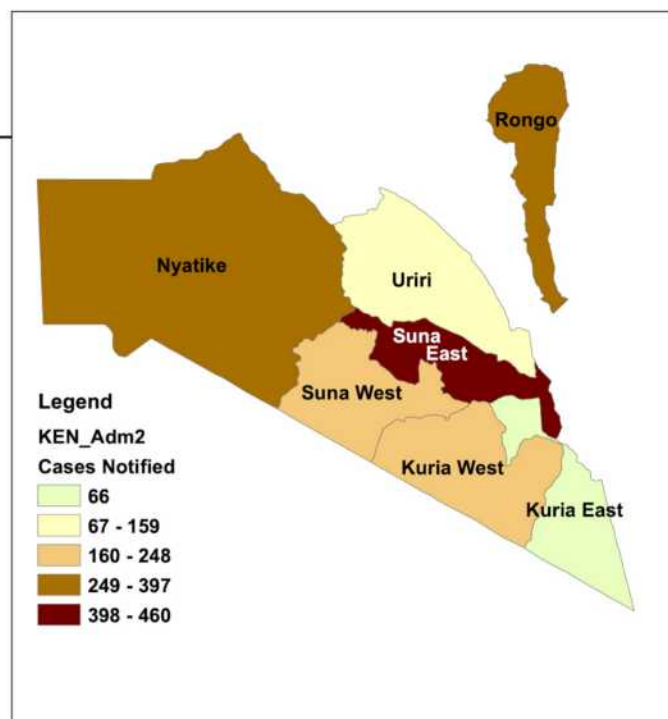 Rongo
Nyatike
Uriri
Suna
East
Suna West
Kuria West
Kuria East
Legend
KEN_Adm2
Cases Notified
66
67 - 159
160 - 248
249 - 397
398 - 460